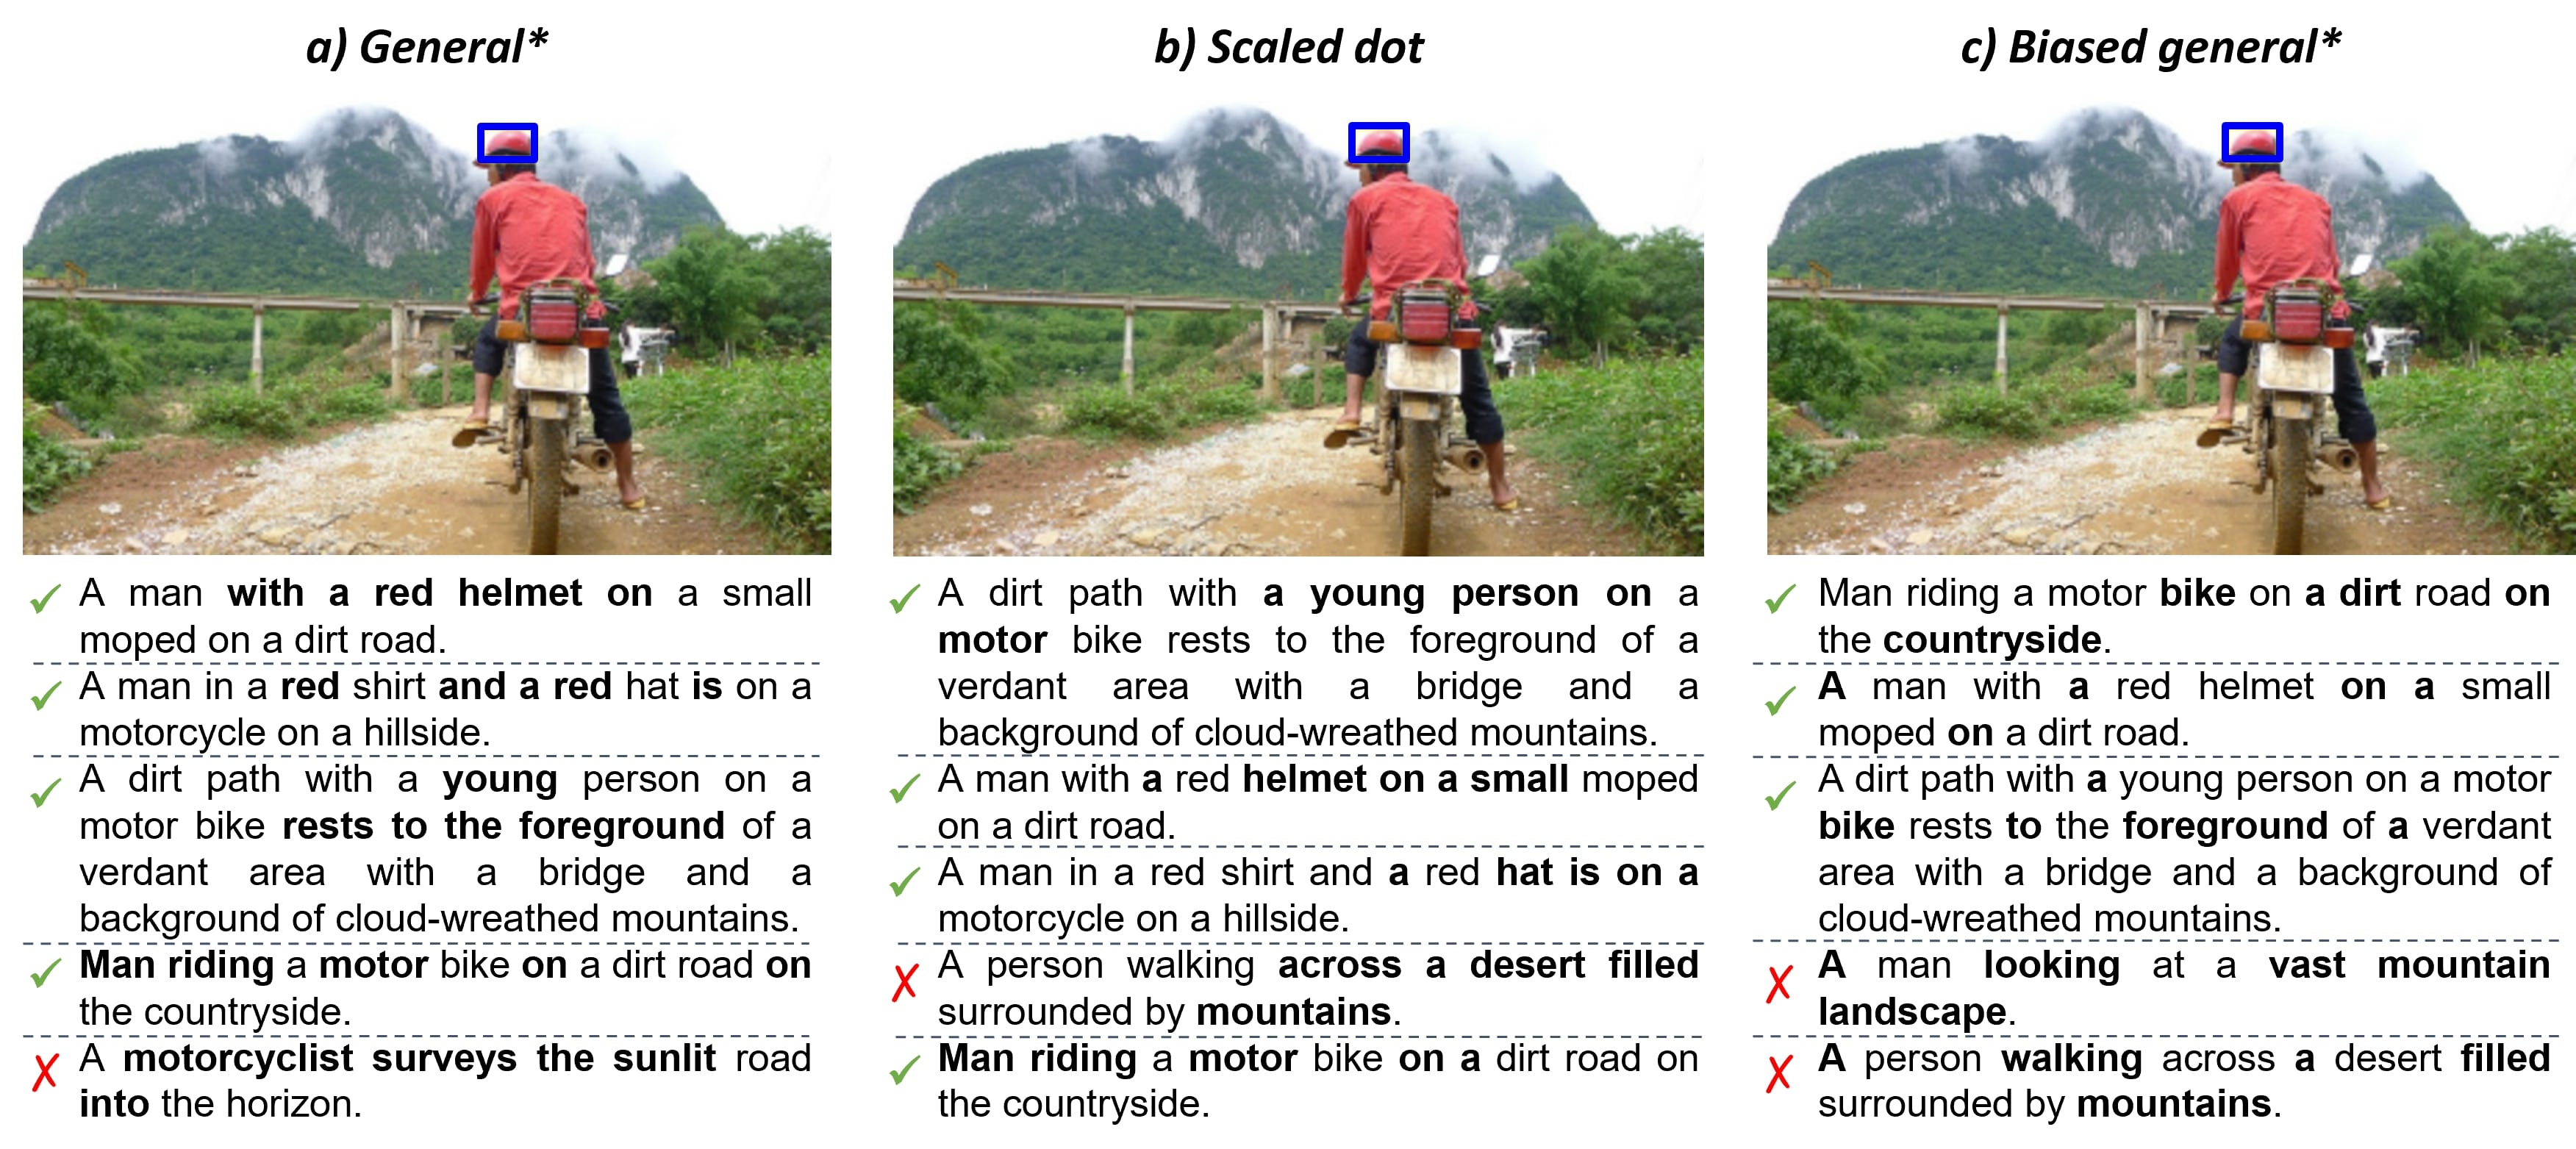 a) General*
A man with a red helmet on a small
moped on a dirt road.
A man in a red shirt and a red hat is on a
motorcycle on a hillside.
A dirt path with a young person on a
motor bike rests to the foreground of a
verdant area with a bridge and a
background of cloud-wreathed mountains.
Man riding a motor bike on a dirt road on
the countryside.
A motorcyclist surveys the sunlit road
into the horizon.
b) Scaled dot
A dirt path with a young person on a
motor bike rests to the foreground of a
verdant area with a bridge and a
background of cloud-wreathed mountains.
A man with a red helmet on a small moped
on a dirt road.
A man in a red shirt and a red hat is on a
motorcycle on a hillside.
A person walking across a desert filled
surrounded by mountains.
Man riding a motor bike on a dirt road on
the countryside.
c) Biased general*
Man riding a motor bike on a dirt road on
the countryside.
A man with a red helmet on a small
moped on a dirt road.
A dirt path with a young person on a motor
bike rests to the foreground of a verdant
area with a bridge and a background of
cloud-wreathed mountains.
A man looking at a vast mountain
landscape.
A person walking across a desert filled
surrounded by mountains.